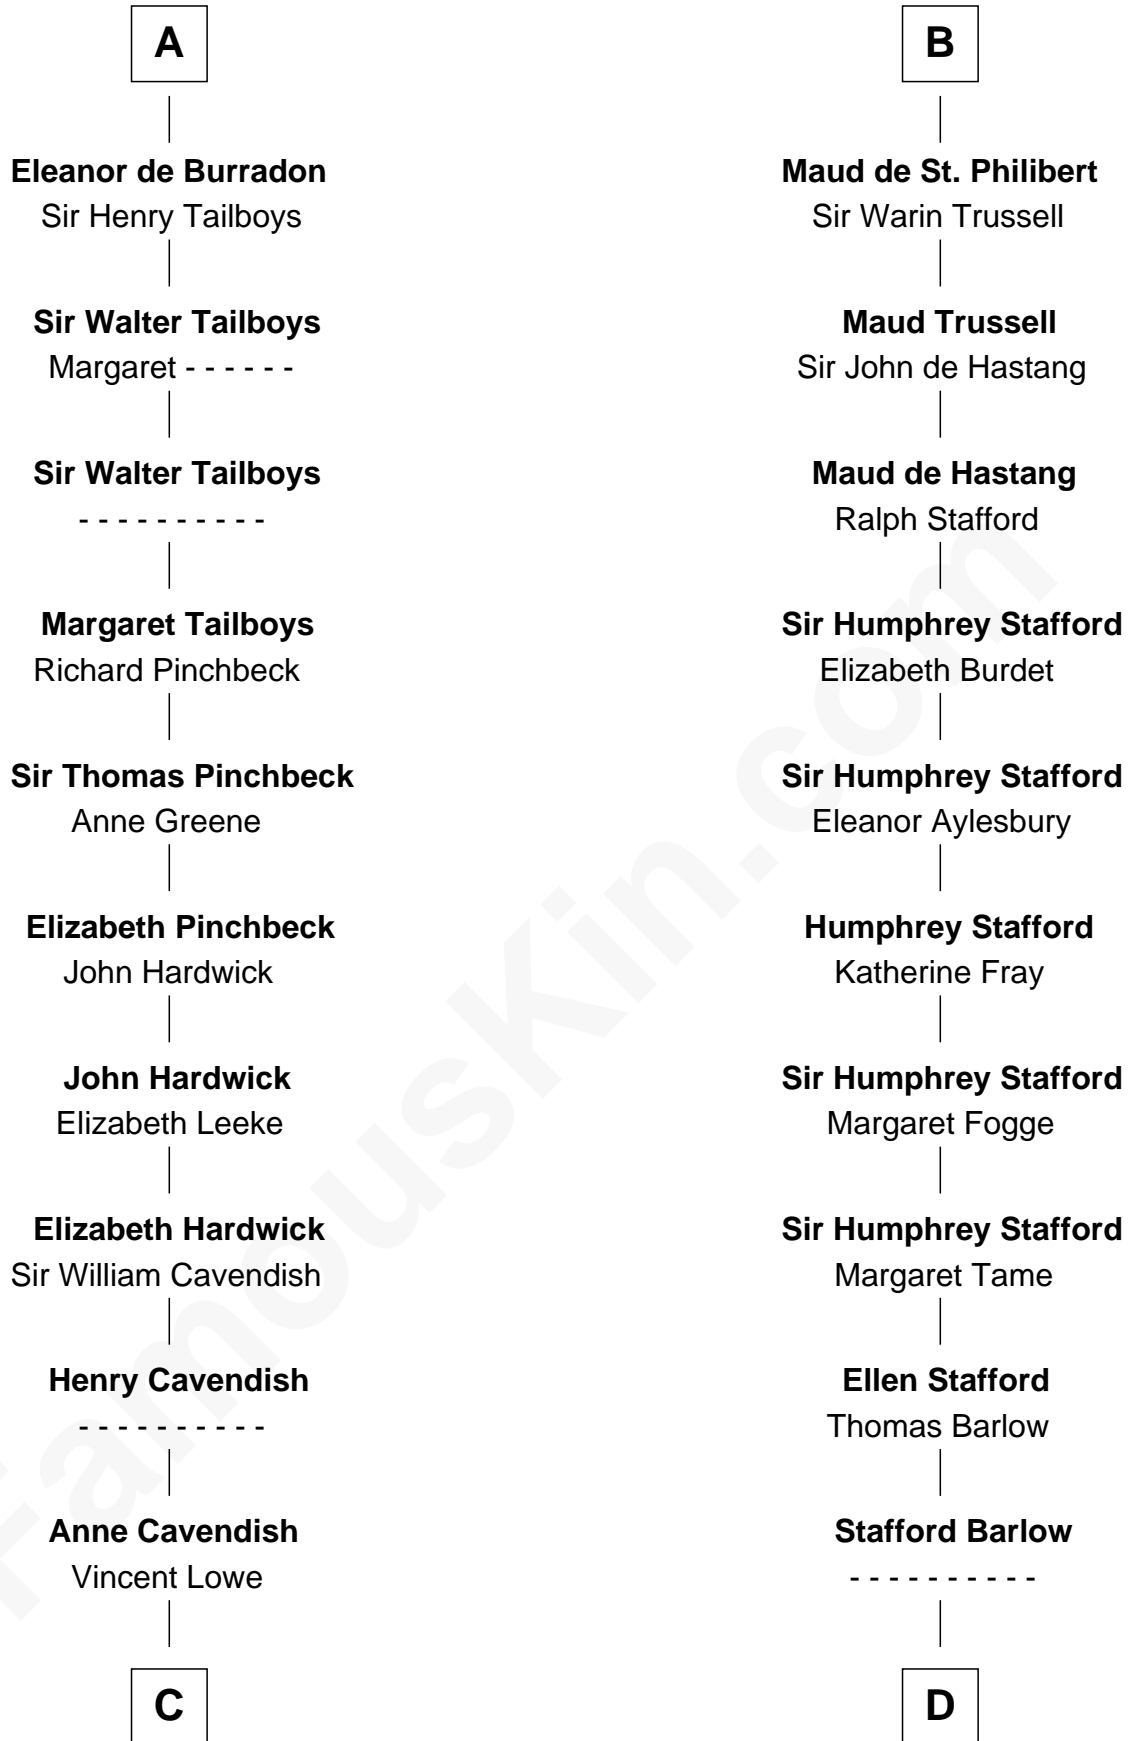 A
Eleanor de Burradon
Sir Henry Tailboys
Sir Walter Tailboys
Margaret - - - - - -
Sir Walter Tailboys
- - - - - - - - - -
Margaret Tailboys
Richard Pinchbeck
Sir Thomas Pinchbeck
Anne Greene
Elizabeth Pinchbeck
John Hardwick
John Hardwick
Elizabeth Leeke
Elizabeth Hardwick
Sir William Cavendish
Henry Cavendish
- - - - - - - - - -
Anne Cavendish
Vincent Lowe
C
B
Maud de St. Philibert
Sir Warin Trussell
Maud Trussell
Sir John de Hastang
Maud de Hastang
Ralph Stafford
Sir Humphrey Stafford
Elizabeth Burdet
Sir Humphrey Stafford
Eleanor Aylesbury
Humphrey Stafford
Katherine Fray
Sir Humphrey Stafford
Margaret Fogge
Sir Humphrey Stafford
Margaret Tame
Ellen Stafford
Thomas Barlow
Stafford Barlow
- - - - - - - - - -
D
FamousKin.com